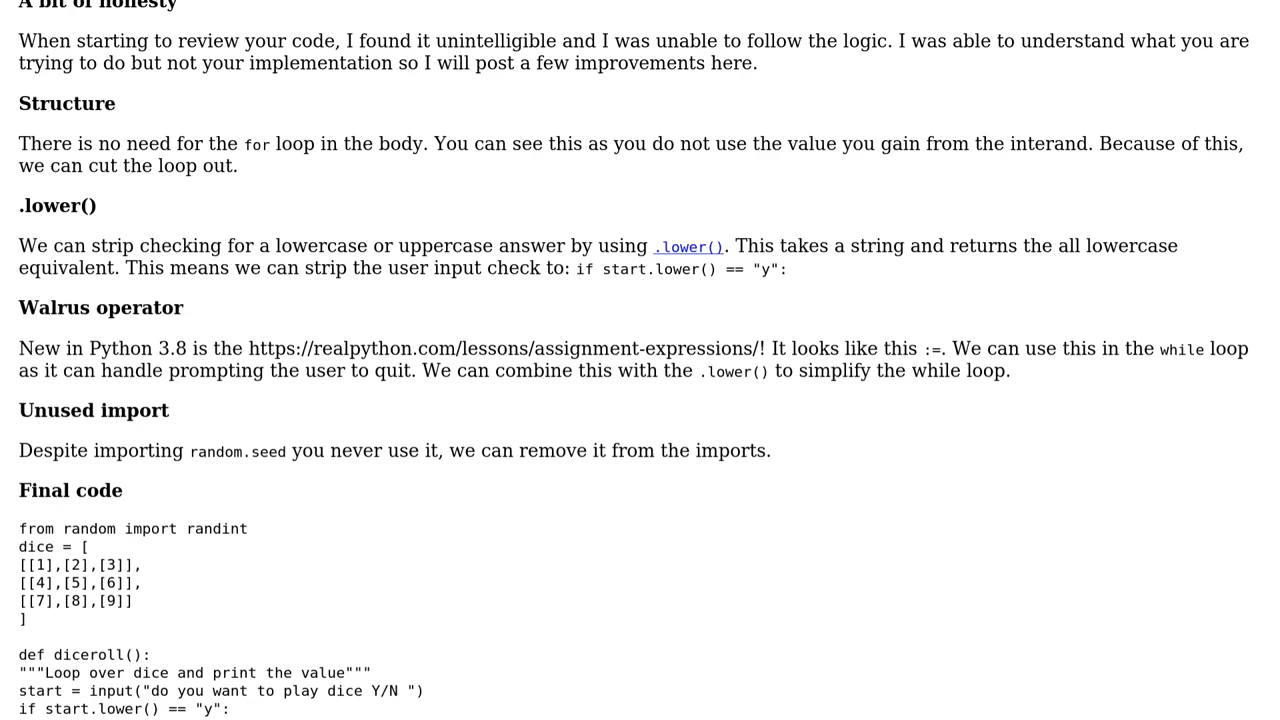 A bit of honesty
When starting to review your code, I found it unintelligible and I was unable to follow the logic. I was able to understand what you are
trying to do but not your implementation so I will post a few improvements here.
Structure
There is no need for the for loop in the body. You can see this as you do not use the value you gain from the interand. Because of this,
we can cut the loop out.
.lower()
We can strip checking for a lowercase or uppercase answer by using .lower(). This takes a string and returns the all lowercase
equivalent. This means we can strip the user input check to: if start.lower() == "y":
Walrus operator
New in Python 3.8 is the https://realpython.com/lessons/assignment-expressions/! It looks like this :=. We can use this in the while loop
as it can handle prompting the user to quit. We can combine this with the .lower() to simplify the while loop.
Unused import
Despite importing random.seed you never use it, we can remove it from the imports.
Final code
from random import randint
dice = [
[[1],[2],[3]],
[[4],[5],[6]],
[[7],[8],[9]]
]
def diceroll():
"""Loop over dice and print the value"""
start = input("do you want to play dice Y/N ")
if start.lower() == "y":